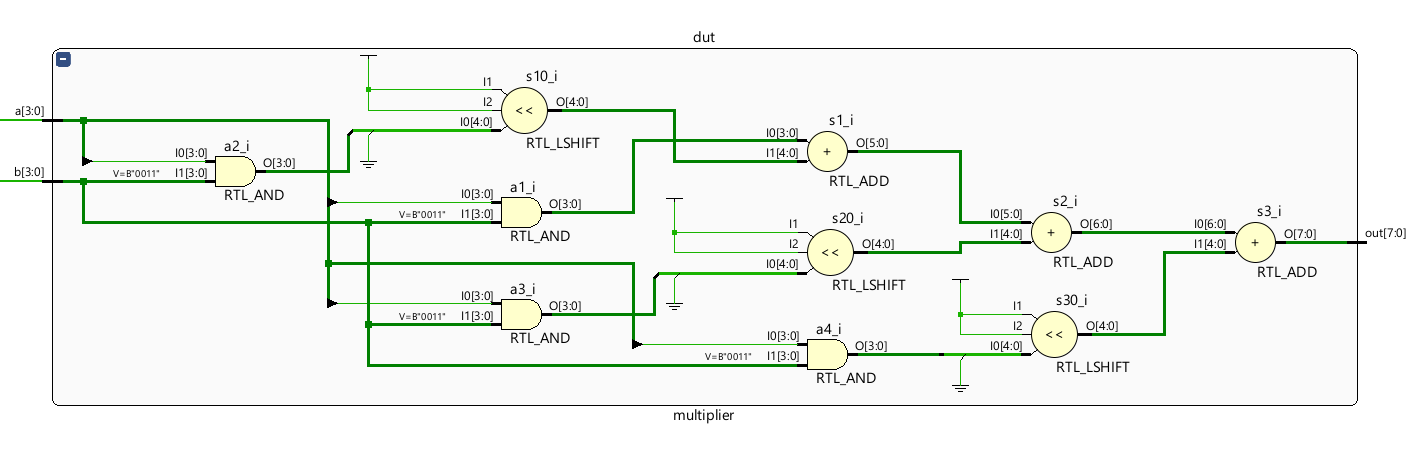 dut
s10_i
I1
I2
O[4:0]
I0[4:0]
RTL_LSHIFT
a[3:0]
b[3:0]
a2_i
I0[3:0]
O[3:0]
V=B"0011"
I1[3:0]
RTL_AND
s1_i
I0[3:0]
O[5:0]
I1[4:0]
RTL_ADD
a1_i
I0[3:0]
O[3:0]
V=B"0011"
I1[3:0]
RTL_AND
s20_i
I1
I2
O[4:0]
I0[4:0]
RTL_LSHIFT
s2_i
I0[5:0]
O[6:0]
I1[4:0]
RTL_ADD
s3_i
I0[6:0]
O[7:0]
I1[4:0]
RTL_ADD
out[7:0]
a3_i
I0[3:0]
O[3:0]
V=B"0011"
I1[3:0]
RTL_AND
s30_i
I1
I2
O[4:0]
I0[4:0]
RTL_LSHIFT
a4_i
I0[3:0]
O[3:0]
V=B"0011"
I1[3:0]
RTL_AND
multiplier